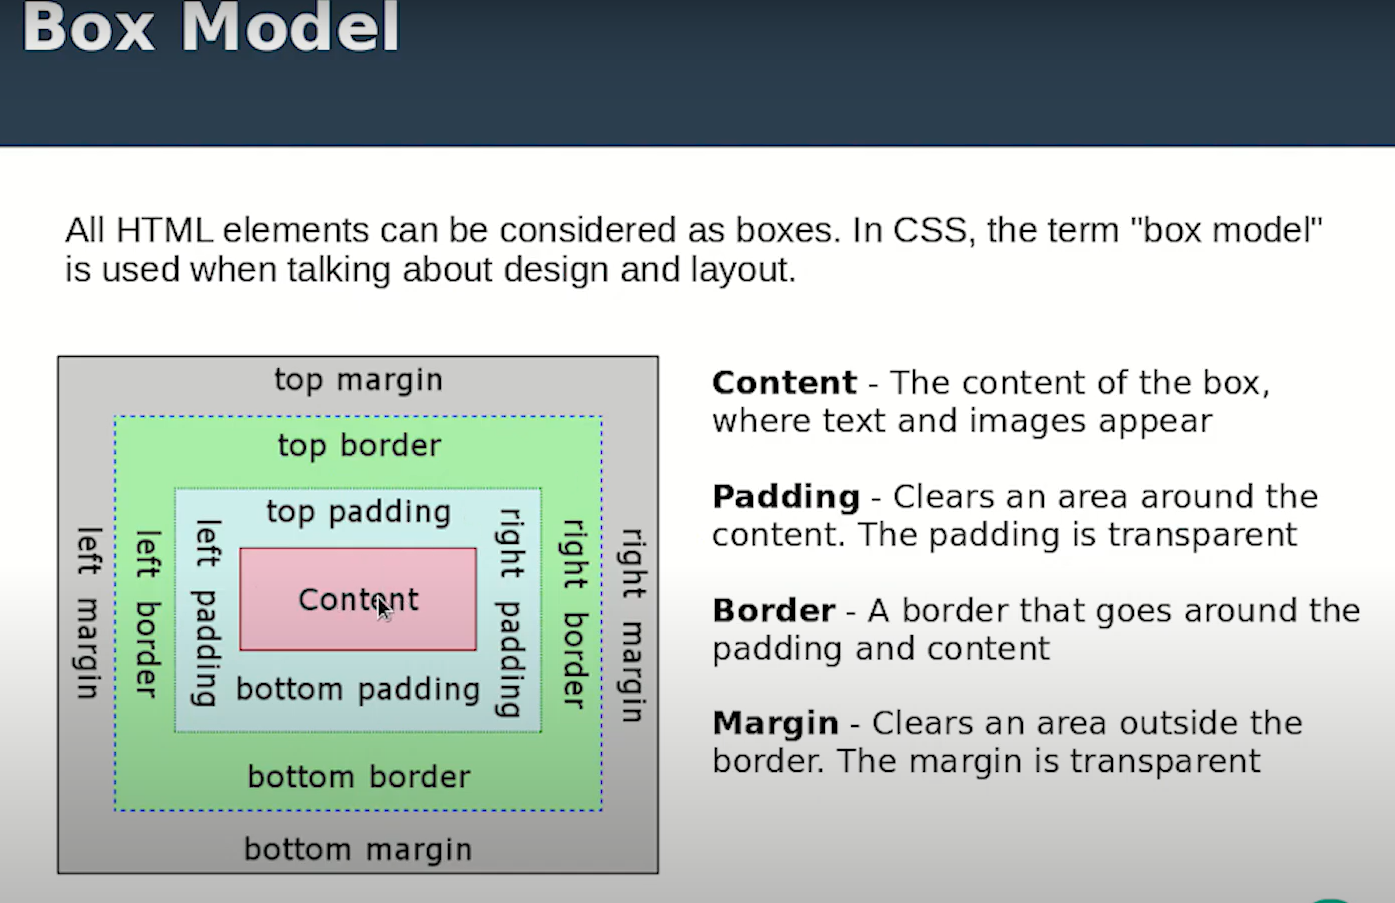 Box Model
All HTML elements can be considered as boxes. In CSS, the term "box model"
is used when talking about design and layout.
top margin
top border
top padding
left margin
left border
left padding
Content
right padding
right border
right margin
bottom padding
bottom border
bottom margin
Content - The content of the box,
where text and images appear
Padding - Clears an area around the
content. The padding is transparent
Border - A border that goes around the
padding and content
Margin - Clears an area outside the
border. The margin is transparent